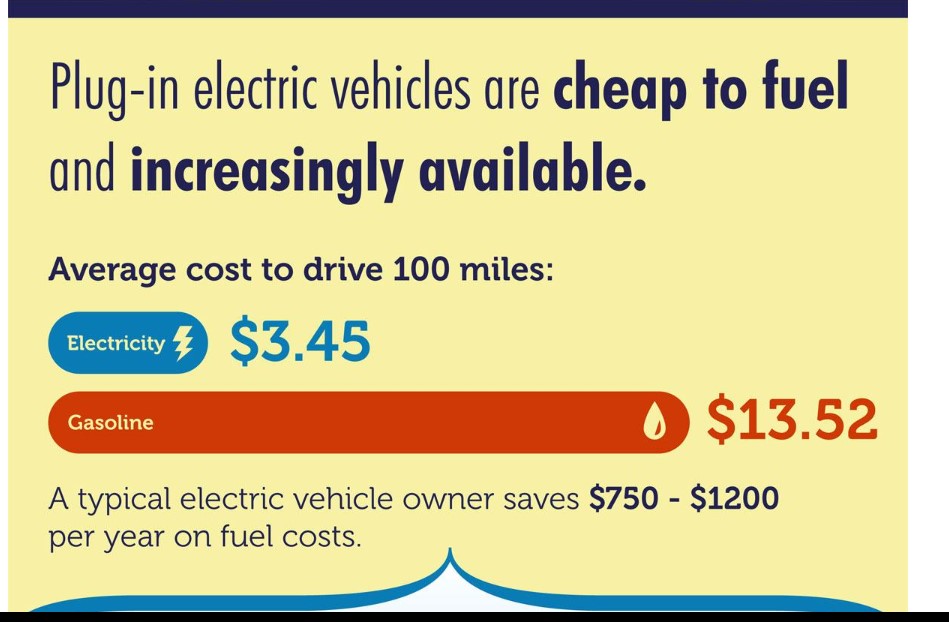 Plug-in electric vehicles are cheap to fuel
and increasingly available.
Average cost to drive 100 miles:
Electricity $3.45
Gasoline $13.52
A typical electric vehicle owner saves $750 - $1200
per year on fuel costs.